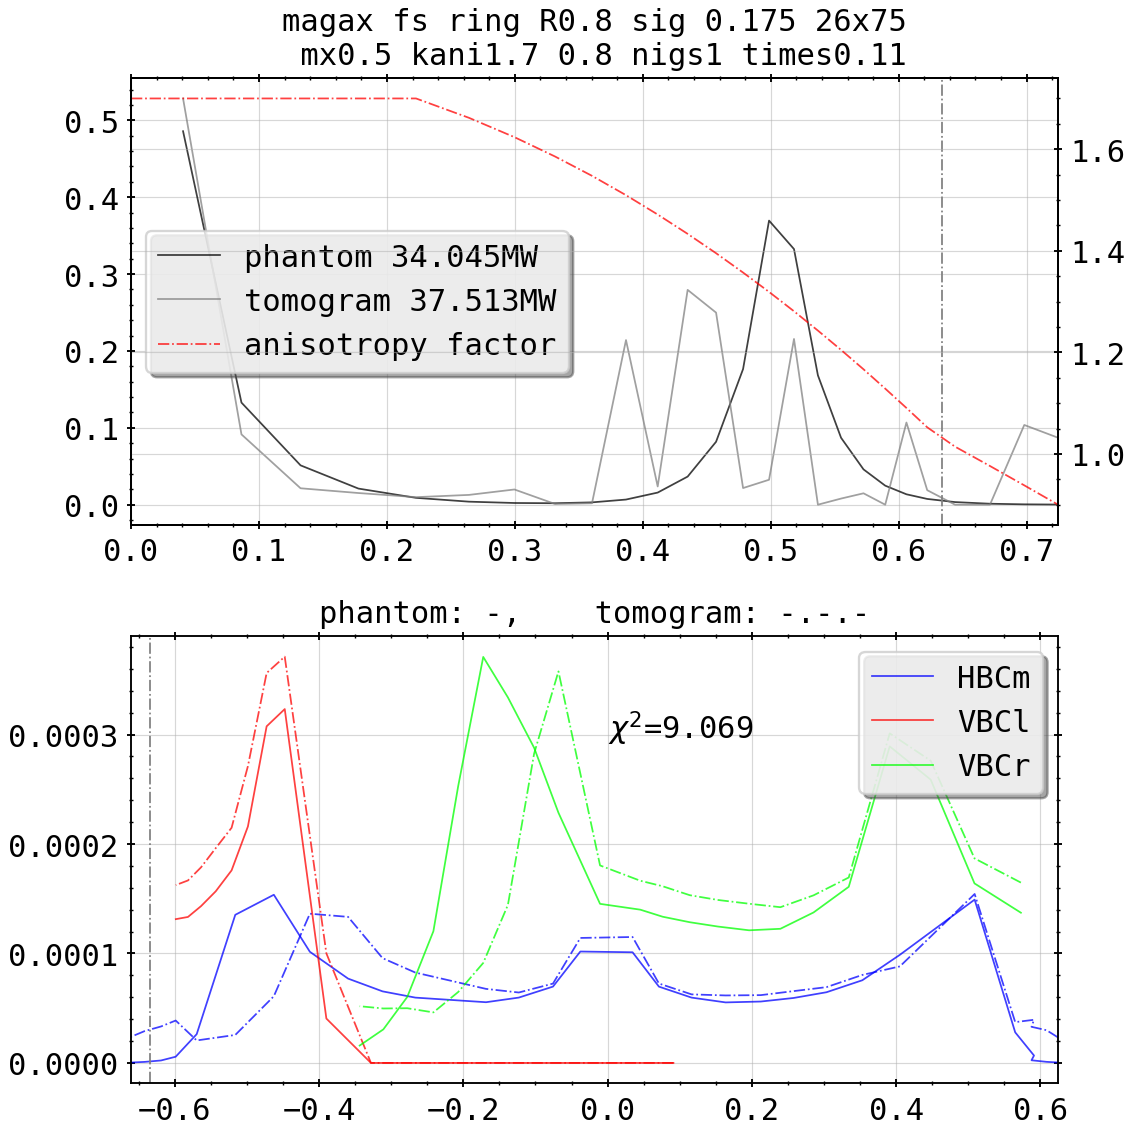 magax fs ring R0.8 sig 0.175 26x75
mx0.5 kani1.7 0.8 nigs1 times0.11
0.5
0.4
0.3
0.2
0.1
0.0
1.6
1.4
1.2
1.0
phantom 34.045MW
tomogram 37.513MW
anisotropy factor
0.0 0.1 0.2 0.3 0.4 0.5 0.6 0.7
phantom: -, tomogram: -.-.-
0.0003
0.0002
0.0001
0.0000
χ²=9.069
HBCm
VBCl
VBCr
−0.6 −0.4 −0.2 0.0 0.2 0.4 0.6